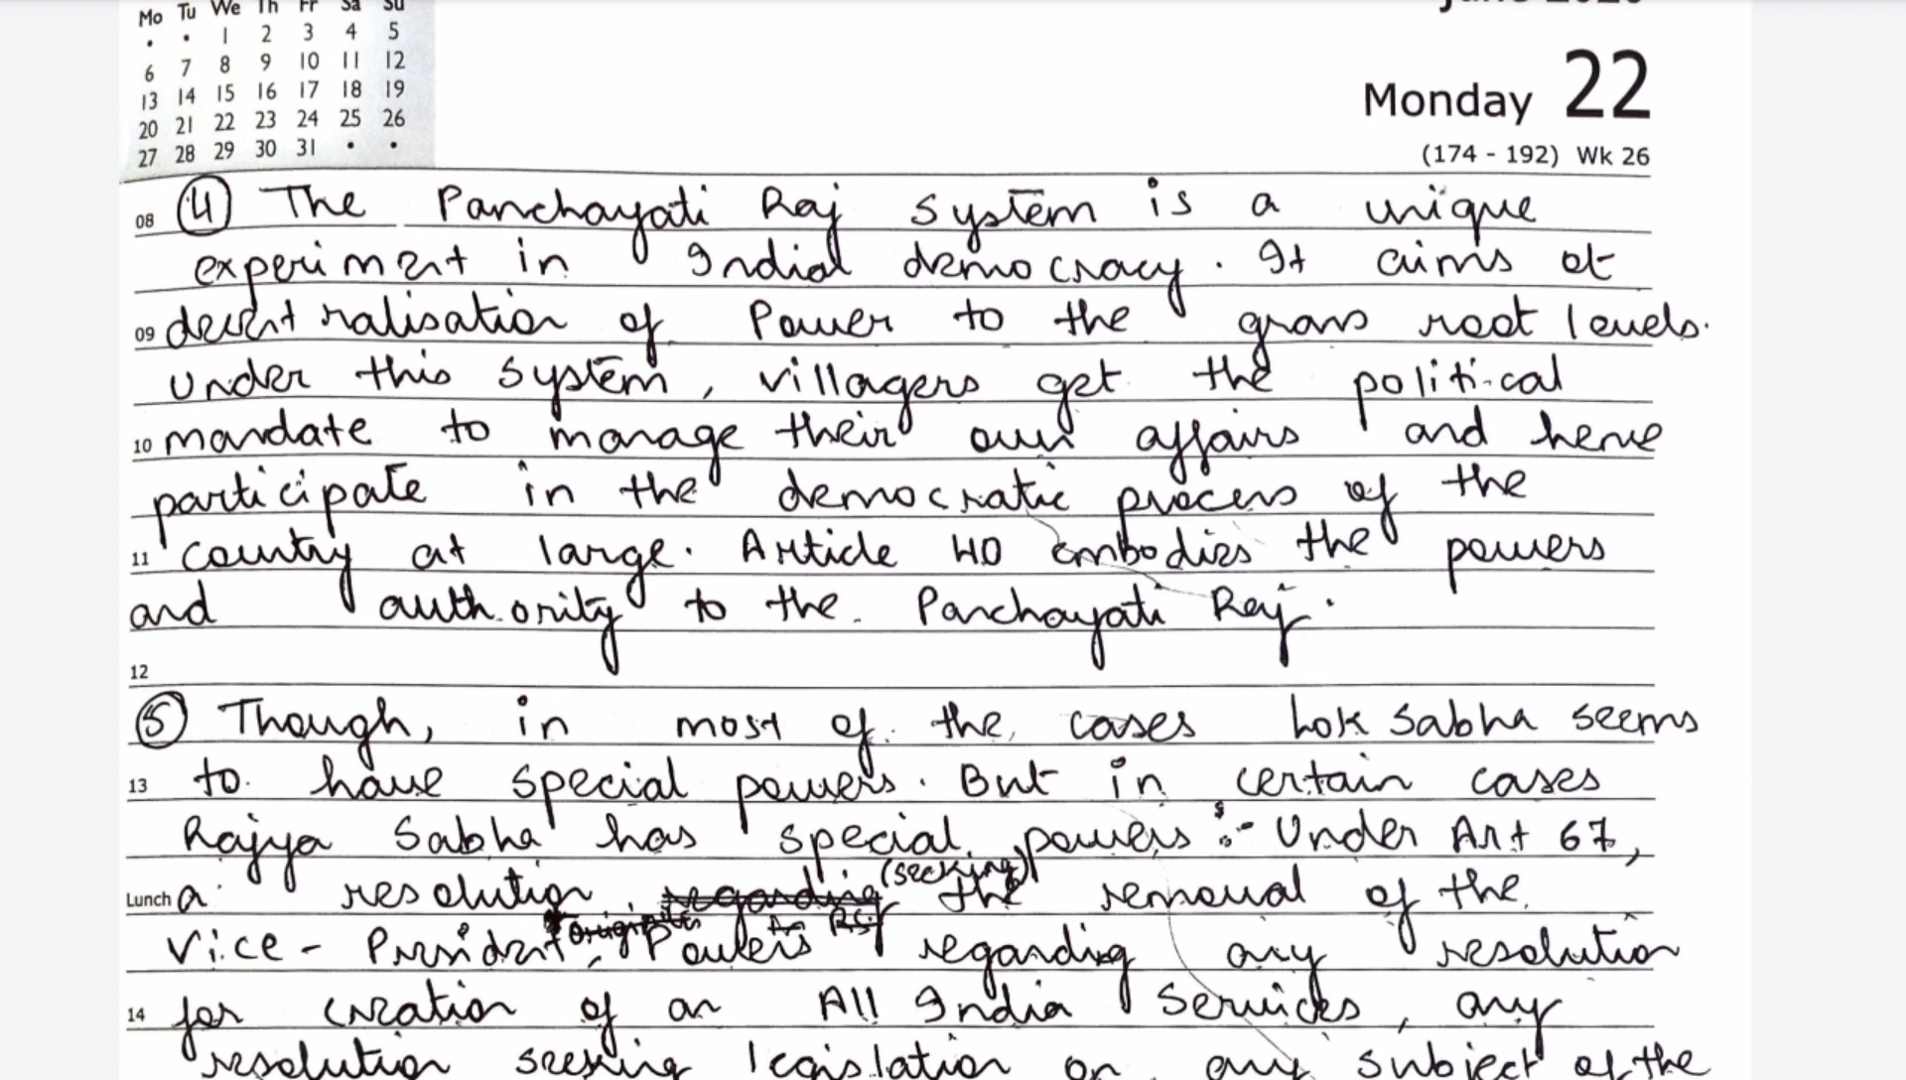 Mo Tu We Th Fr Sa Su
• • 1 2 3 4 5
6 7 8 9 10 11 12
13 14 15 16 17 18 19
20 21 22 23 24 25 26
27 28 29 30 31 • •
June 2020
Monday 22
(174 - 192) Wk 26
08 (4) The Panchayati Raj system is a unique
experiment in Indial democracy. It aims at
09 decentralisation of Power to the grass root levels.
Under this system, villagers get the political
10 mandate to manage their own affairs and hence
participate in the democratic process of the
11 country at large. Article 40 embodies the powers
and authority to the Panchayati Raj.
12
(5) Though, in most of the cases Lok Sabha seems
13 to have special powers. But in certain cases
Rajya Sabha has special powers :- Under Art 67,
Lunch a resolution regarding (seeking) the removal of the
Vice-President, Powers regarding any resolution
14 for creation of an All India Services, any
resolution seeking legislation on any subject of the